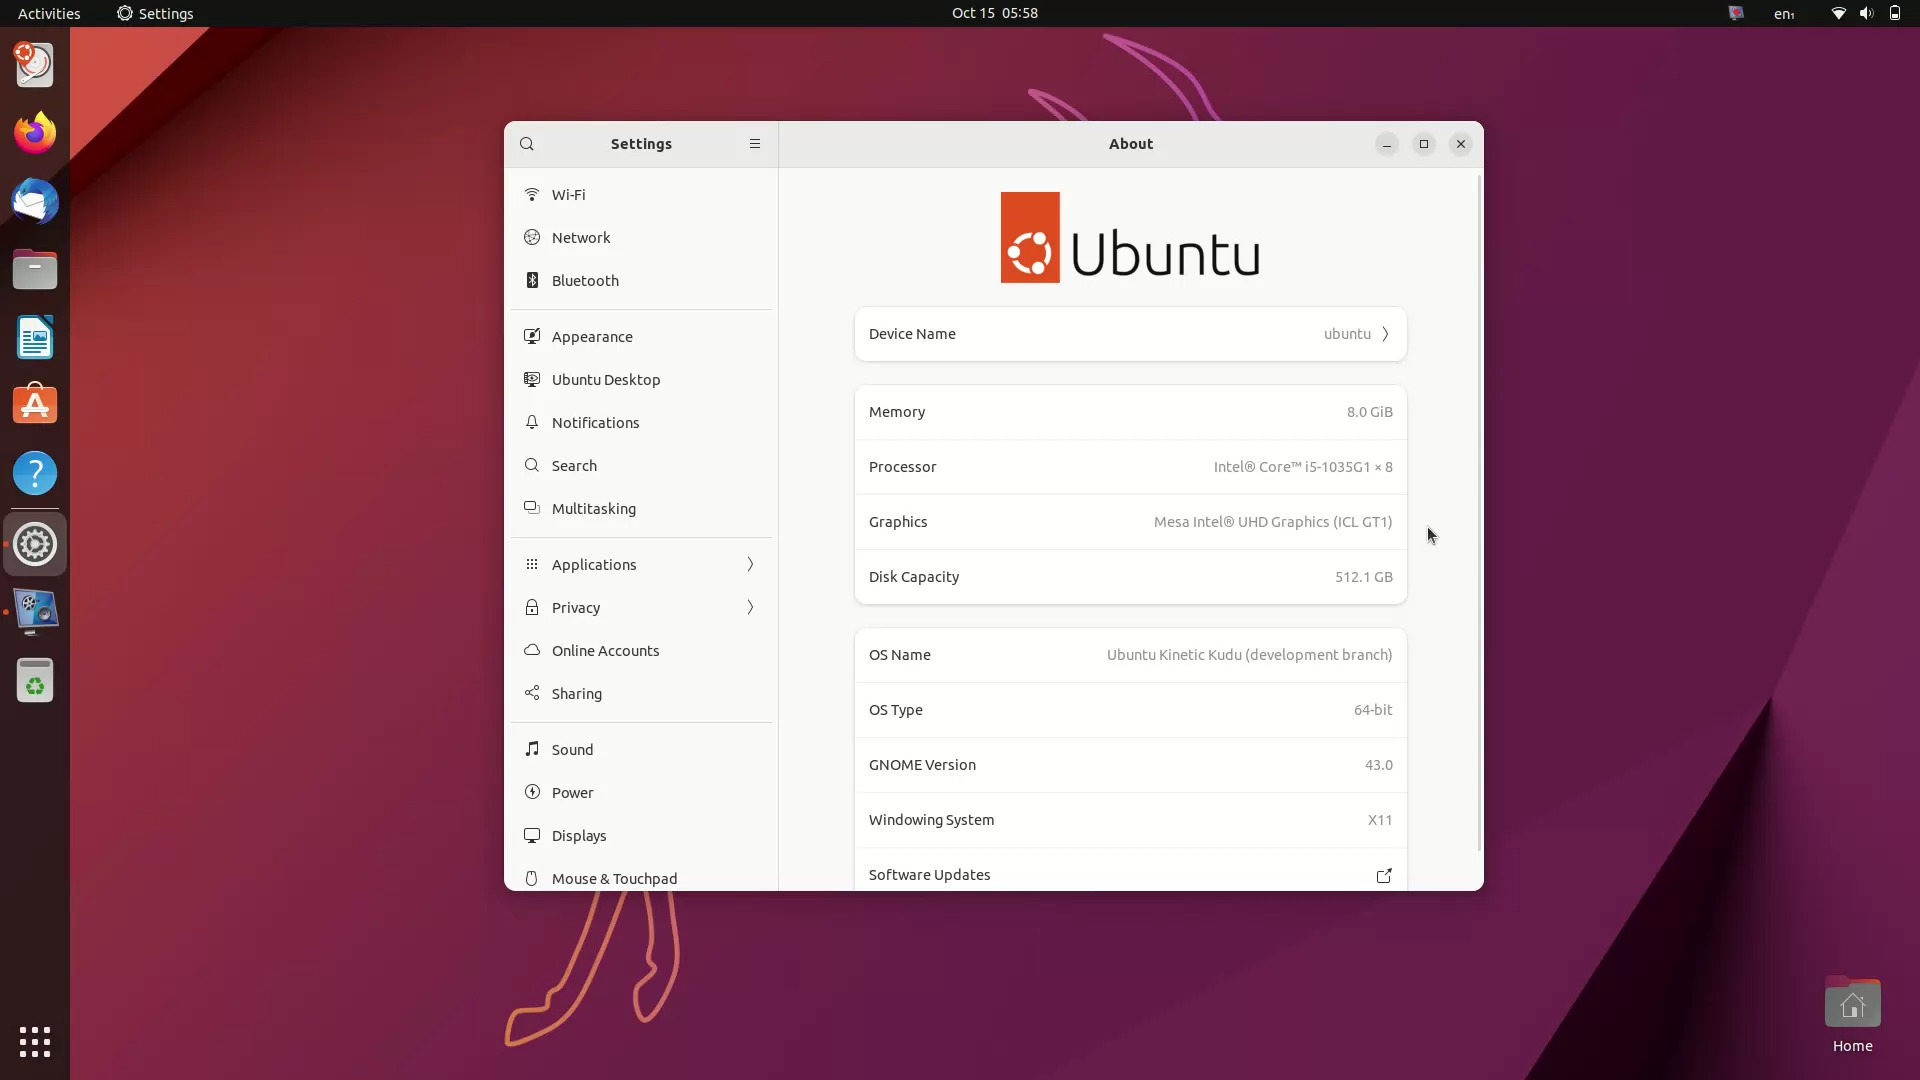 Activities
Settings
Oct 15 05:58
en₁
Settings
About
Wi-Fi
Network
Bluetooth
Appearance
Ubuntu Desktop
Notifications
Search
Multitasking
Applications
Privacy
Online Accounts
Sharing
Sound
Power
Displays
Mouse & Touchpad
Ubuntu
Device Name ubuntu
Memory 8.0 GiB
Processor Intel® Core™ i5-1035G1 × 8
Graphics Mesa Intel® UHD Graphics (ICL GT1)
Disk Capacity 512.1 GB
OS Name Ubuntu Kinetic Kudu (development branch)
OS Type 64-bit
GNOME Version 43.0
Windowing System X11
Software Updates
Home